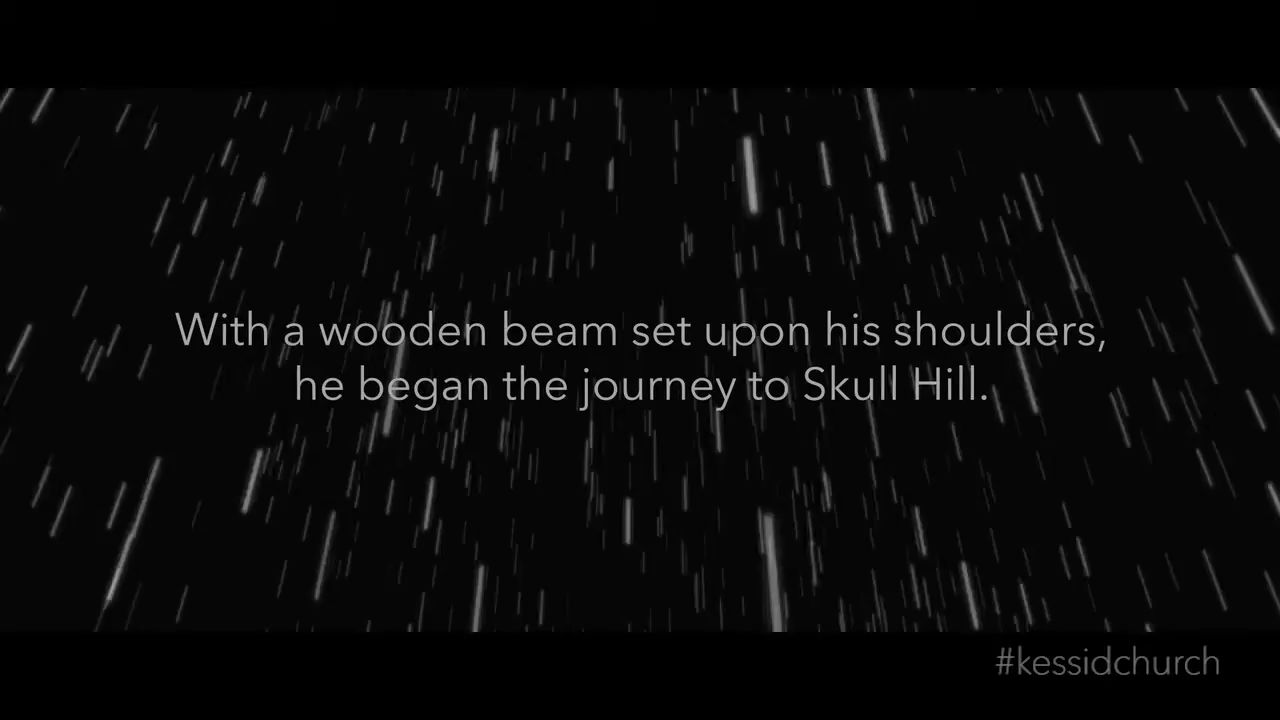 With a wooden beam set upon his shoulders,
he began the journey to Skull Hill.
#kessidchurch